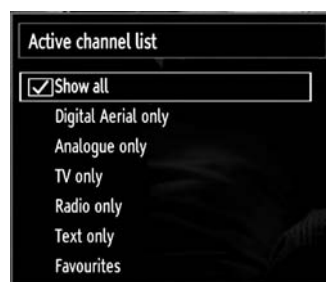 Active channel list
Show all
Digital Aerial only
Analogue only
TV only
Radio only
Text only
Favourites